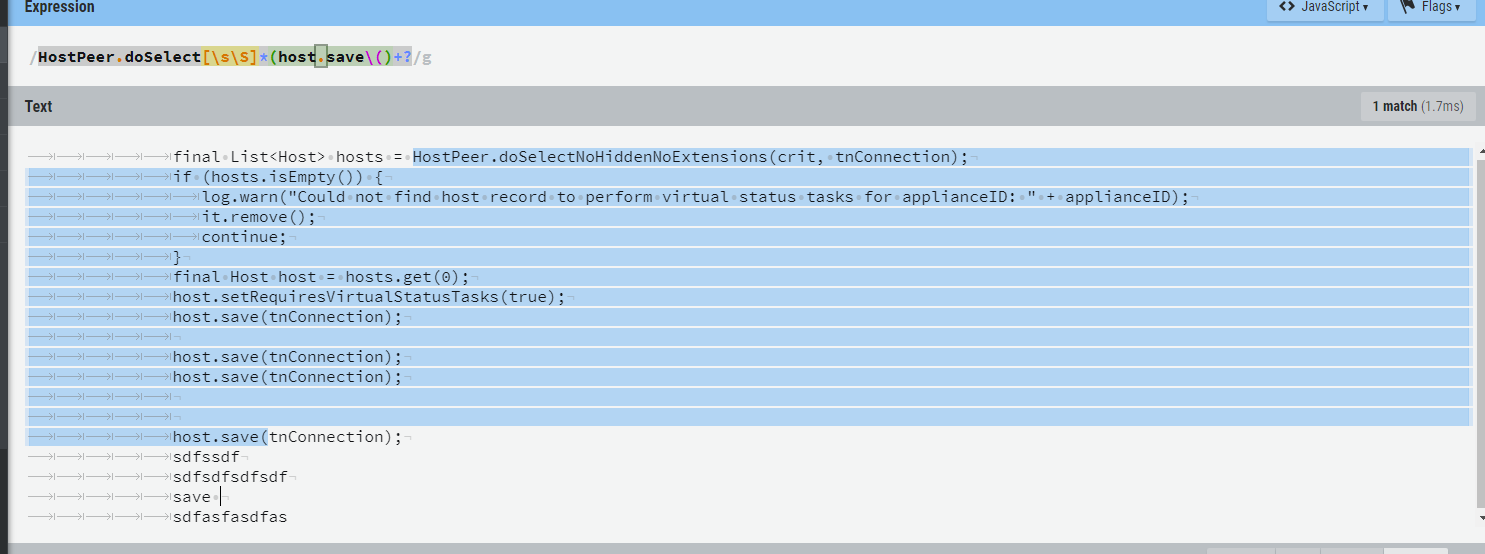 Expression
<> JavaScript ▾ Flags ▾
/HostPeer.doSelect[\s\S]*(host.save\()+?/g
Text
1 match (1.7ms)
final List<Host> hosts = HostPeer.doSelectNoHiddenNoExtensions(crit, tnConnection);
if (hosts.isEmpty()) {
log.warn("Could not find host record to perform virtual status tasks for applianceID: " + applianceID);
it.remove();
continue;
}
final Host host = hosts.get(0);
host.setRequiresVirtualStatusTasks(true);
host.save(tnConnection);
host.save(tnConnection);
host.save(tnConnection);
host.save(tnConnection);
sdfssdf
sdfsdfsdfsdf
save
sdfasfasdfas